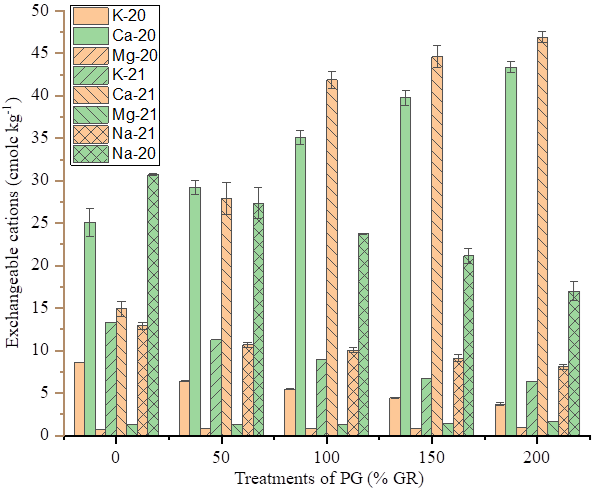 K-20
Ca-20
Mg-20
K-21
Ca-21
Mg-21
Na-21
Na-20
Exchangeable cations (cmolc kg⁻¹)
50
45
40
35
30
25
20
15
10
5
0
0 50 100 150 200
Treatments of PG (% GR)